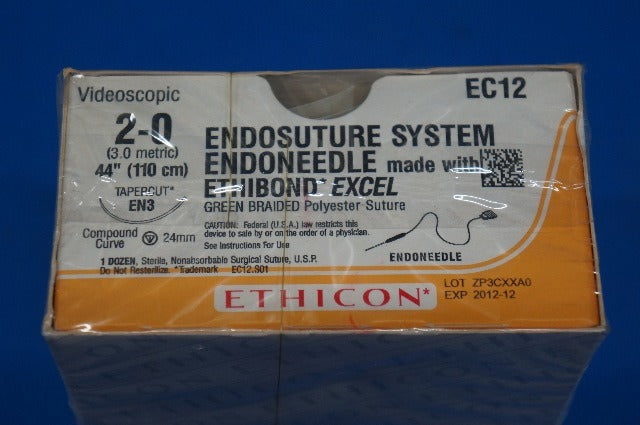 Videoscopic
EC12
2-0
(3.0 metric)
44" (110 cm)
TAPERCUT*
EN3
Compound
Curve
24mm
1 DOZEN, Sterile, Nonabsorbable Surgical Suture, U.S.P.
Do Not Resterilize. *Trademark EC12.S01
ENDOSUTURE SYSTEM
ENDONEEDLE made with
ETHIBOND* EXCEL
GREEN BRAIDED Polyester Suture
CAUTION: Federal (U.S.A.) law restricts this
device to sale by or on the order of a physician.
See Instructions For Use
ENDONEEDLE
ETHICON*
LOT ZP3CXXA0
EXP 2012-12